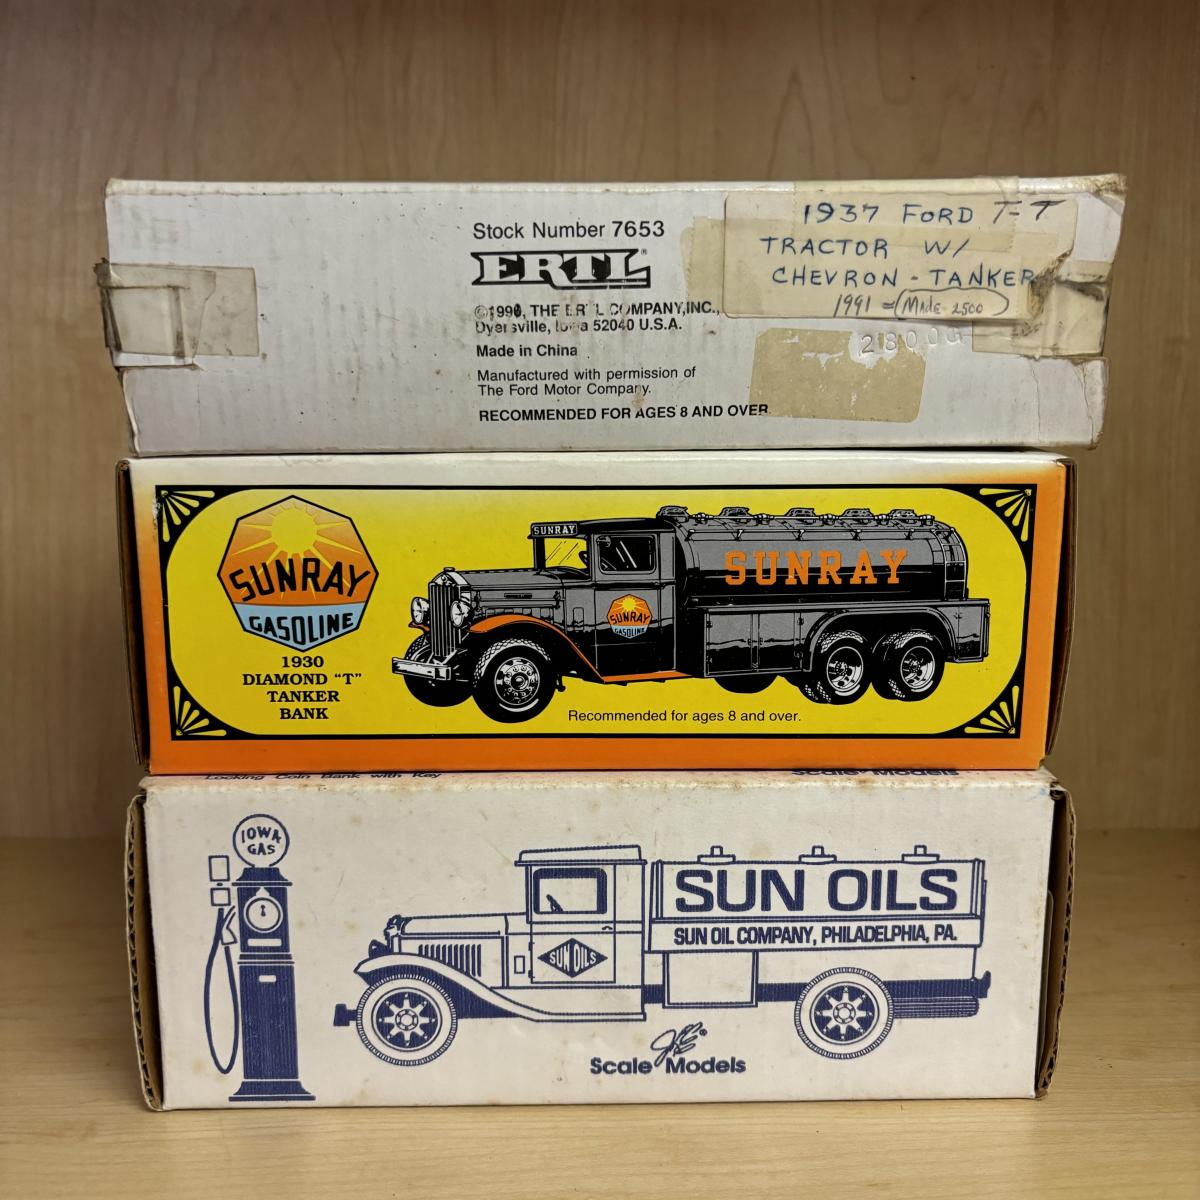 Stock Number 7653
ERTL
©1990, THE ERTL COMPANY, INC.,
Dyersville, Iowa 52040 U.S.A.
Made in China
Manufactured with permission of
The Ford Motor Company.
RECOMMENDED FOR AGES 8 AND OVER
1937 FORD T-T
TRACTOR W/
CHEVRON - TANKER
1991 = MADE 2500
SUNRAY
GASOLINE
1930
DIAMOND "T"
TANKER
BANK
SUNRAY
SUNRAY
SUNRAY
GASOLINE
Recommended for ages 8 and over.
Locking Coin Bank with Key
Scale Models
IOWA
GAS
SUN OILS
SUN OIL COMPANY, PHILADELPHIA, PA.
SUN OILS
Scale Models